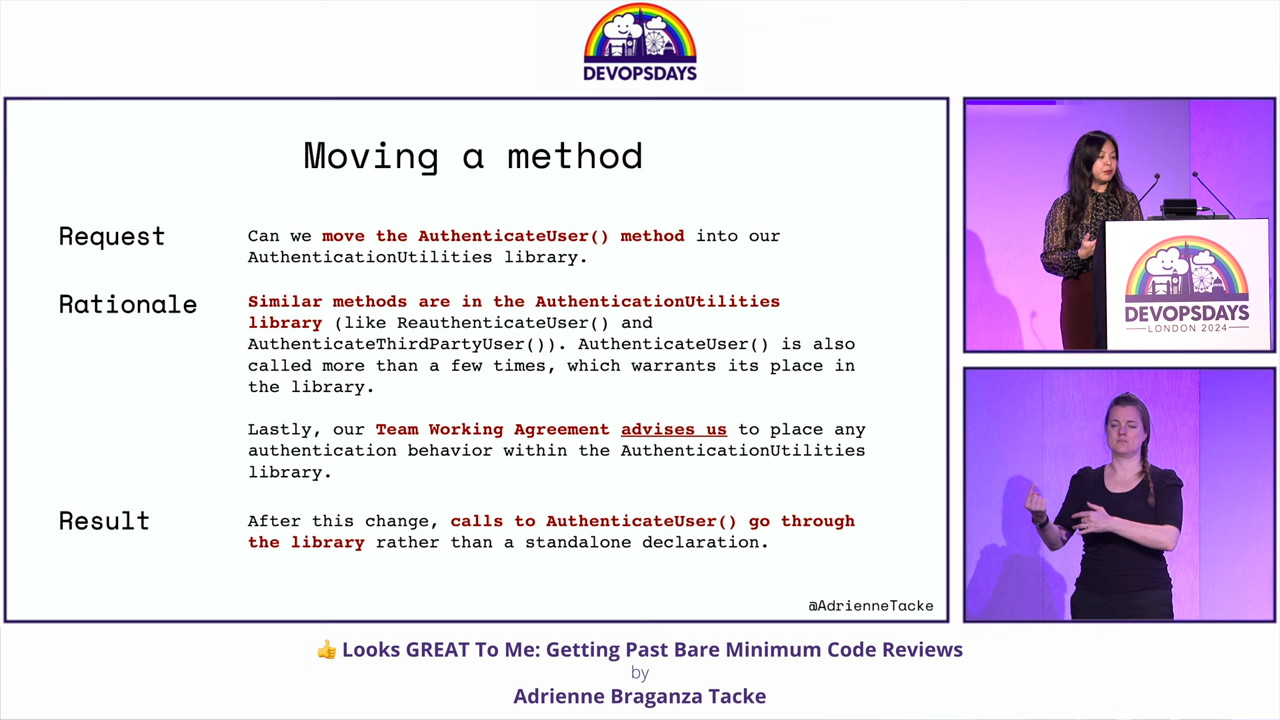 DEVOPSDAYS
Moving a method
Request
Can we move the AuthenticateUser() method into our
AuthenticationUtilities library.
Rationale
Similar methods are in the AuthenticationUtilities
library (like ReauthenticateUser() and
AuthenticateThirdPartyUser()). AuthenticateUser() is also
called more than a few times, which warrants its place in
the library.
Lastly, our Team Working Agreement advises us to place any
authentication behavior within the AuthenticationUtilities
library.
Result
After this change, calls to AuthenticateUser() go through
the library rather than a standalone declaration.
@AdrienneTacke
DEVOPSDAYS
LONDON 2024
👍 Looks GREAT To Me: Getting Past Bare Minimum Code Reviews
by
Adrienne Braganza Tacke